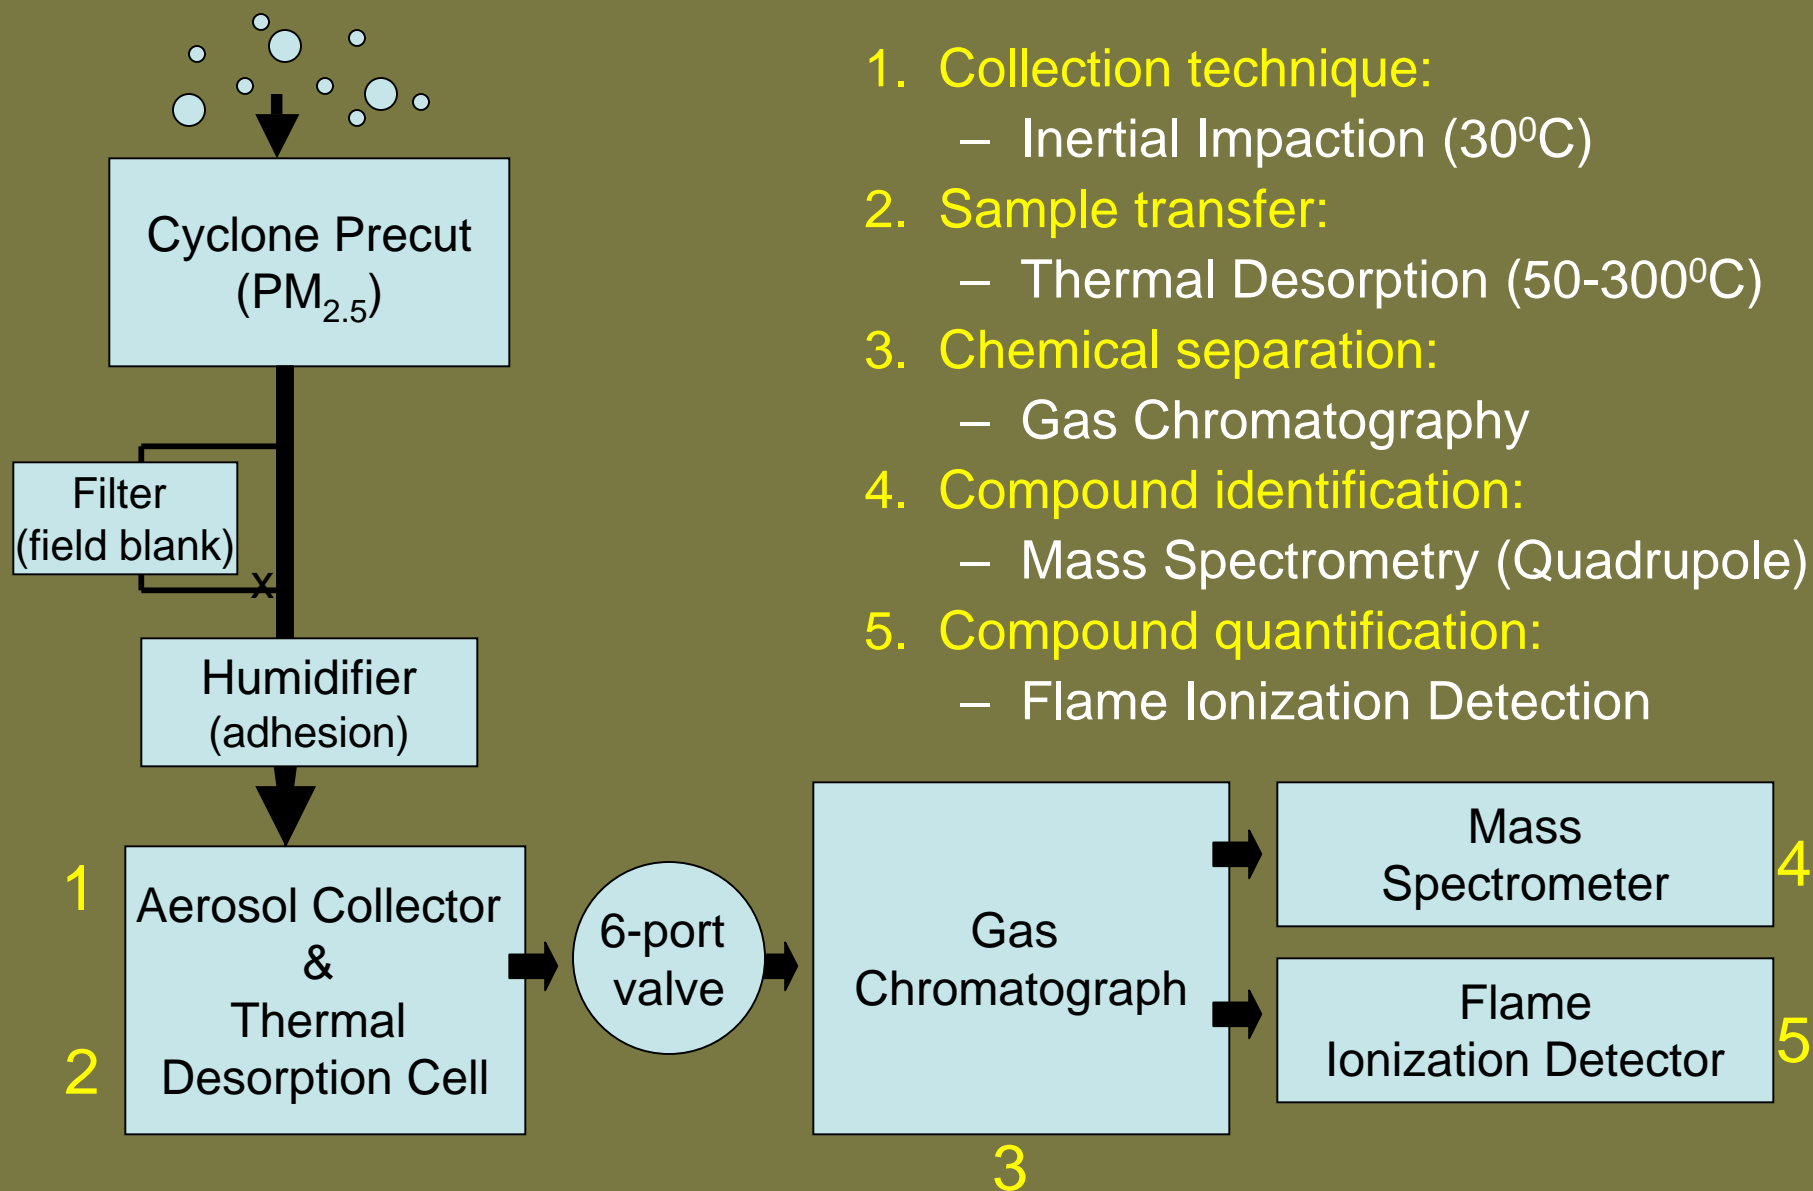 1. Collection technique:
– Inertial Impaction (30⁰C)
2. Sample transfer:
– Thermal Desorption (50-300⁰C)
3. Chemical separation:
– Gas Chromatography
4. Compound identification:
– Mass Spectrometry (Quadrupole)
5. Compound quantification:
– Flame Ionization Detection
Cyclone Precut
(PM₂.₅)
Filter
(field blank)
x
Humidifier
(adhesion)
1
2
Aerosol Collector
&
Thermal
Desorption Cell
6-port
valve
Gas
Chromatograph
3
Mass
Spectrometer
4
Flame
Ionization Detector
5